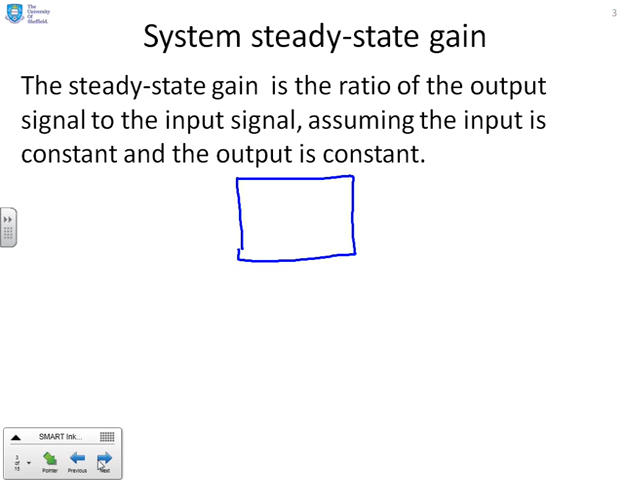 The
University
Of
Sheffield.
3
System steady-state gain
The steady-state gain is the ratio of the output
signal to the input signal, assuming the input is
constant and the output is constant.
SMART Ink...
3
of
15
Pointer
Previous
Next